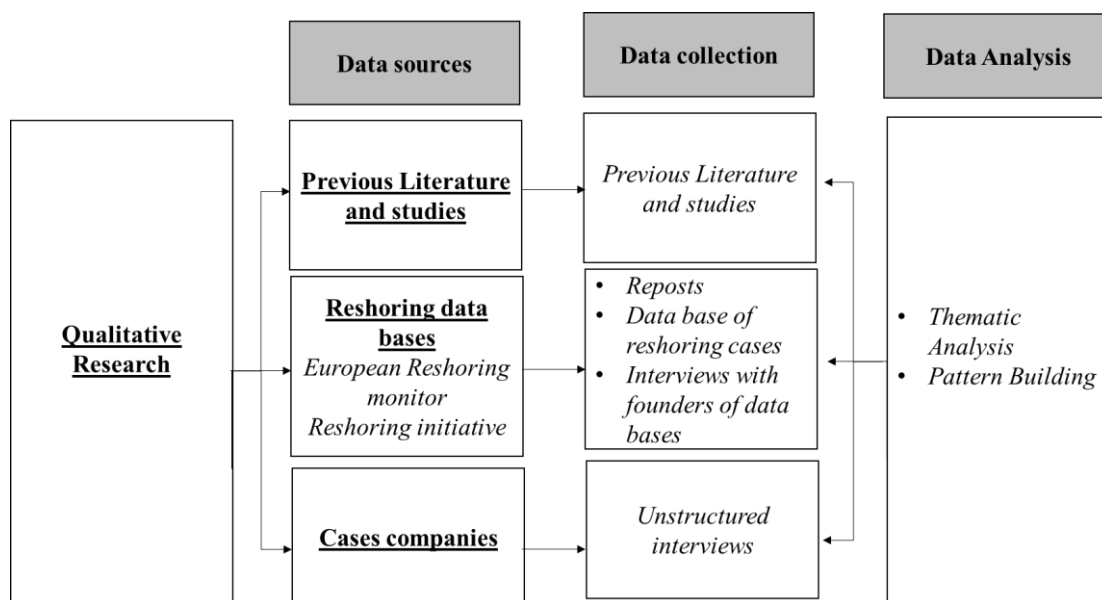 Data sources
Data collection
Data Analysis
Qualitative
Research
Previous Literature
and studies
Reshoring data
bases
European Reshoring
monitor
Reshoring initiative
Cases companies
Previous Literature
and studies
• Reposts
• Data base of
reshoring cases
• Interviews with
founders of data
bases
Unstructured
interviews
• Thematic
Analysis
• Pattern Building